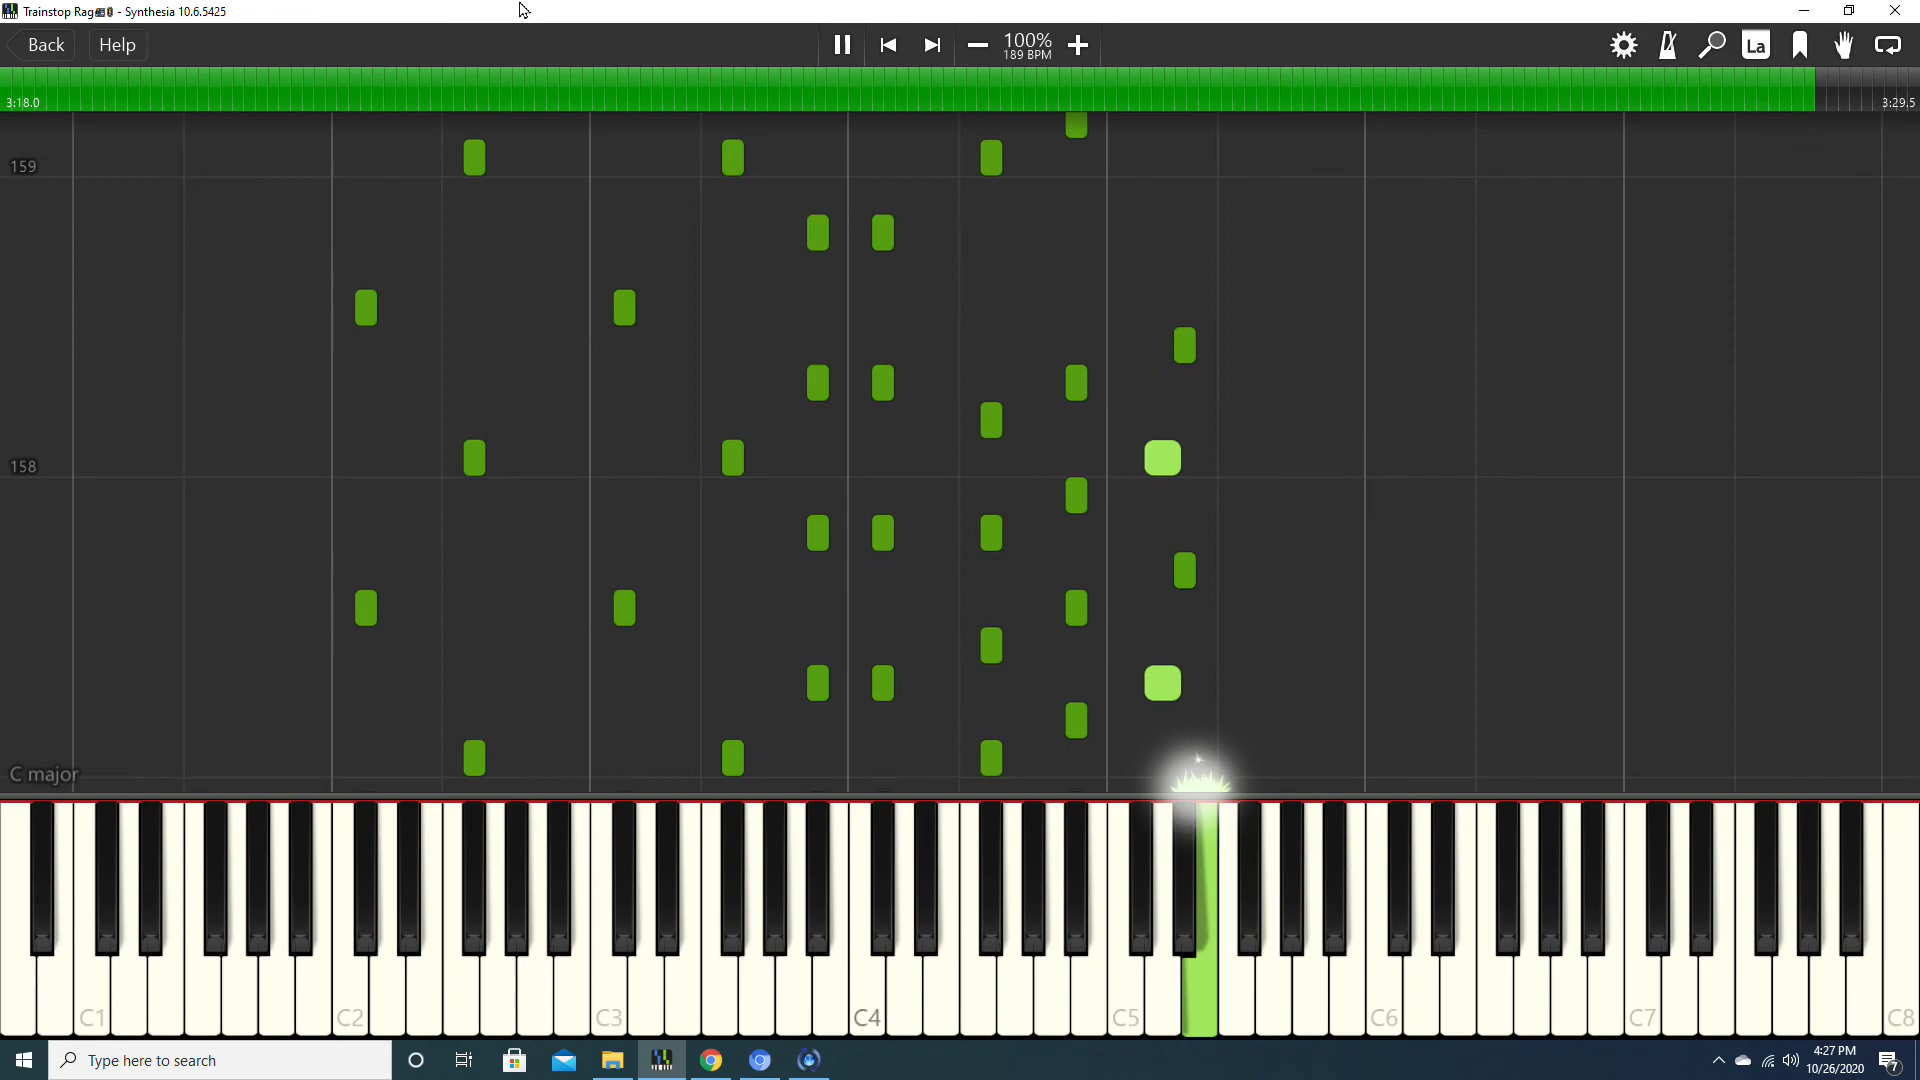 Trainstop Rag - Synthesia 10.6.5425
Back
Help
100%
189 BPM
La
3:18.0
3:29.5
159
158
C major
C1
C2
C3
C4
C5
C6
C7
C8
Type here to search
4:27 PM
10/26/2020
7